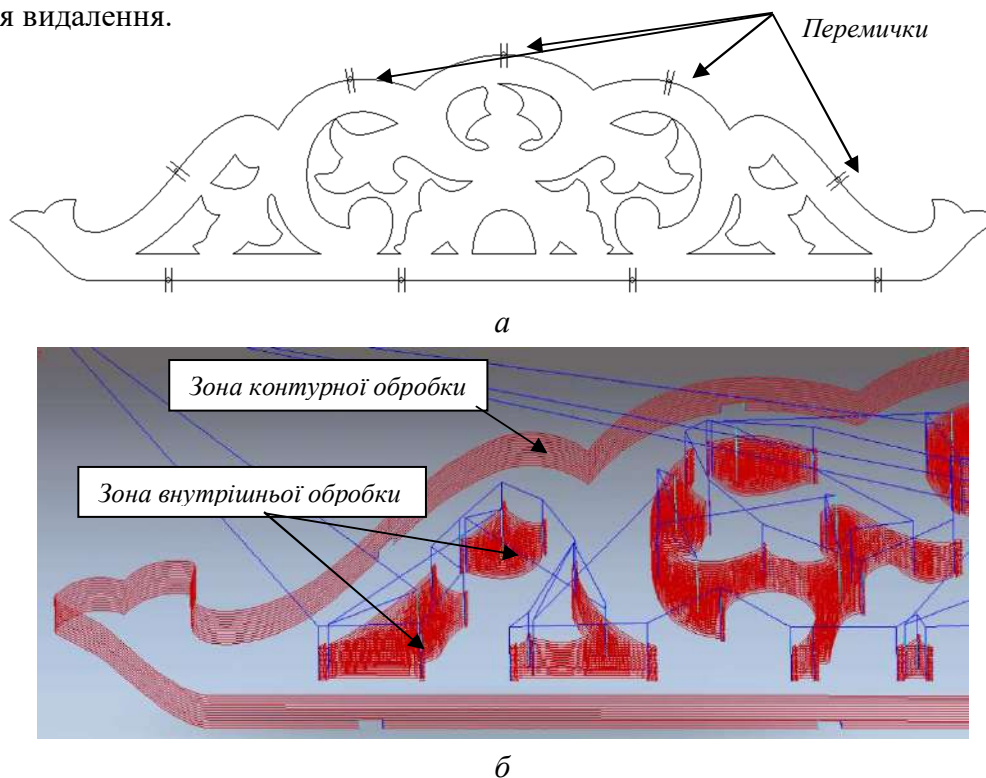 я видалення.
Перемички
а
Зона контурної обробки
Зона внутрішньої обробки
б